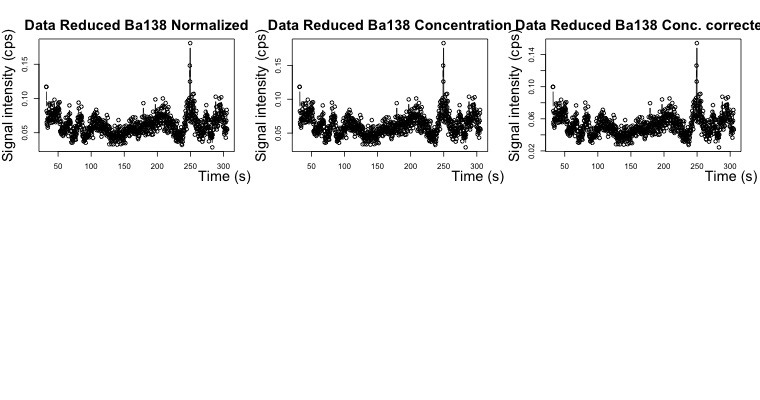 Data Reduced Ba138 Normalized
Signal intensity (cps)
0.05 0.10 0.15
50 100 150 200 250 300
Time (s)
Data Reduced Ba138 Concentration
Signal intensity (cps)
0.05 0.10 0.15
50 100 150 200 250 300
Time (s)
Data Reduced Ba138 Conc. correcte
Signal intensity (cps)
0.02 0.06 0.10 0.14
50 100 150 200 250 300
Time (s)